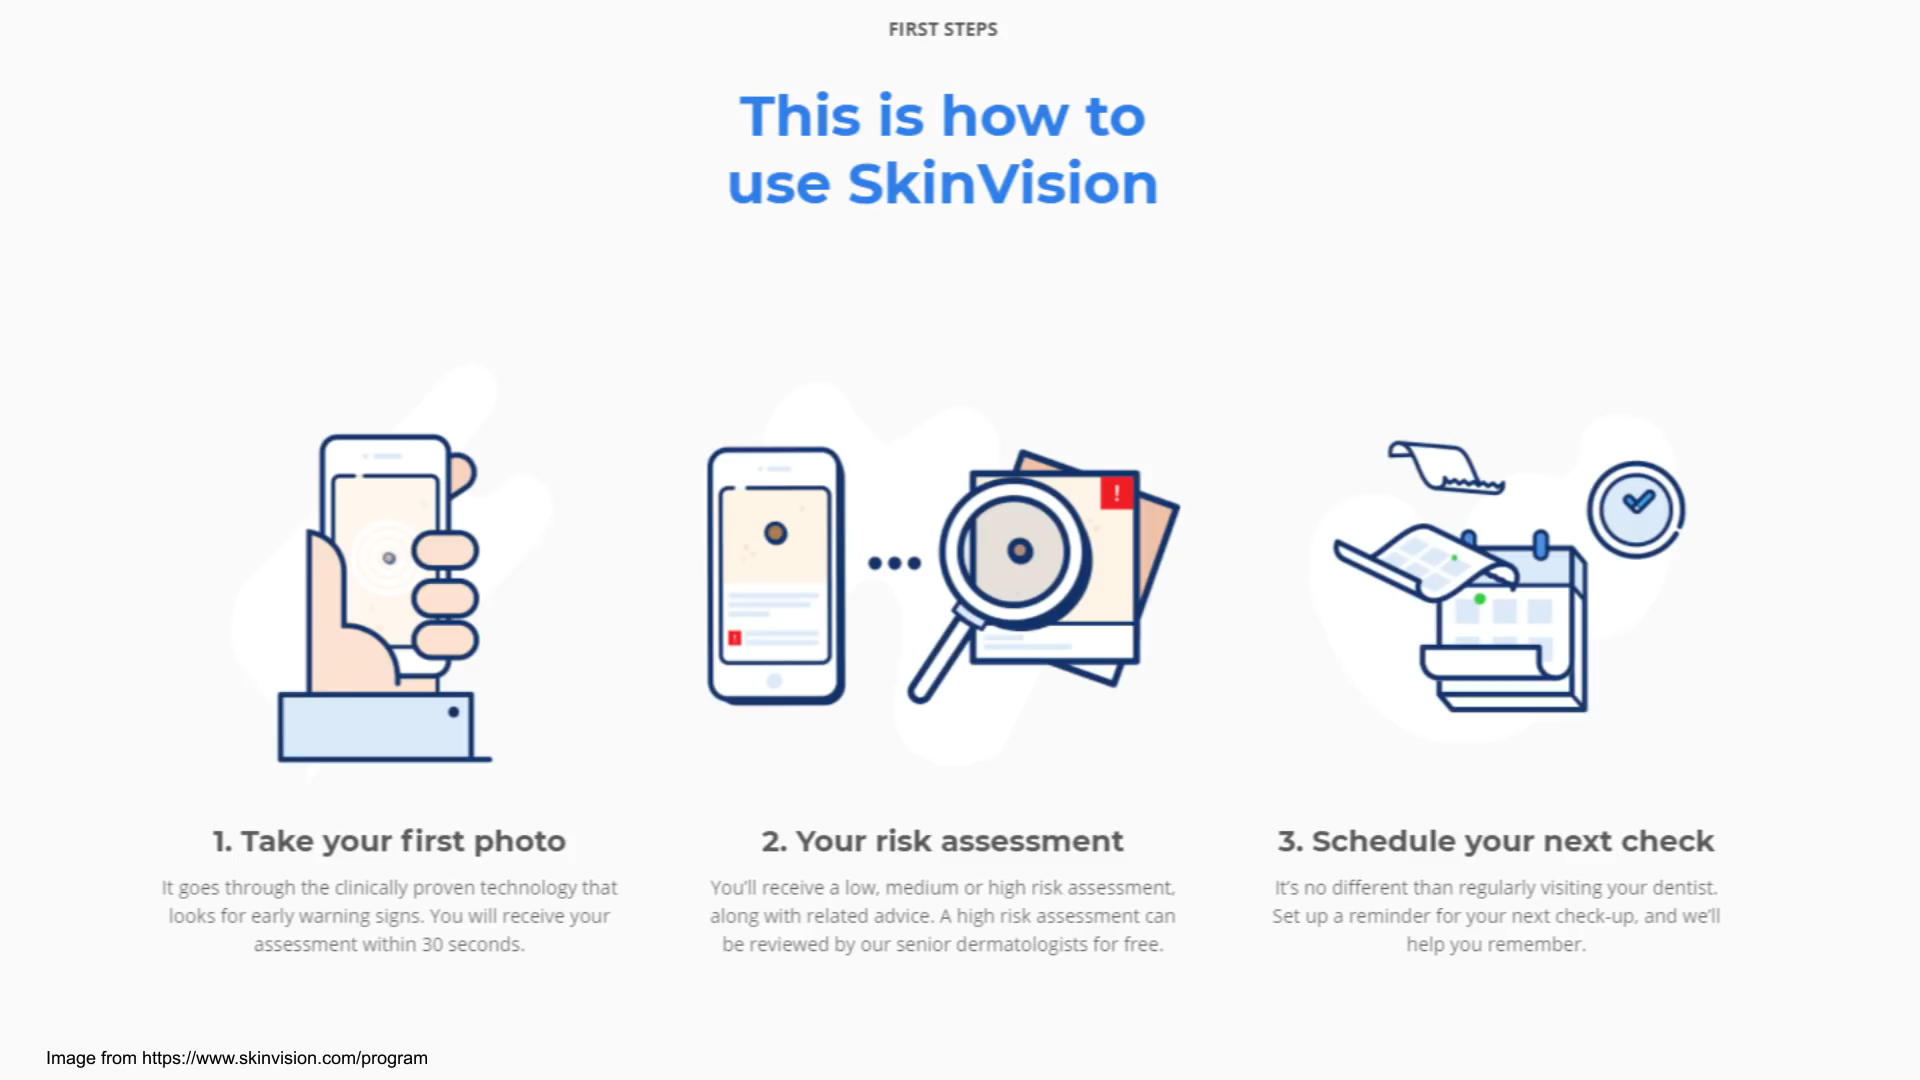 FIRST STEPS
This is how to
use SkinVision
1. Take your first photo
It goes through the clinically proven technology that
looks for early warning signs. You will receive your
assessment within 30 seconds.
2. Your risk assessment
You’ll receive a low, medium or high risk assessment,
along with related advice. A high risk assessment can
be reviewed by our senior dermatologists for free.
3. Schedule your next check
It’s no different than regularly visiting your dentist.
Set up a reminder for your next check-up, and we’ll
help you remember.
Image from https://www.skinvision.com/program